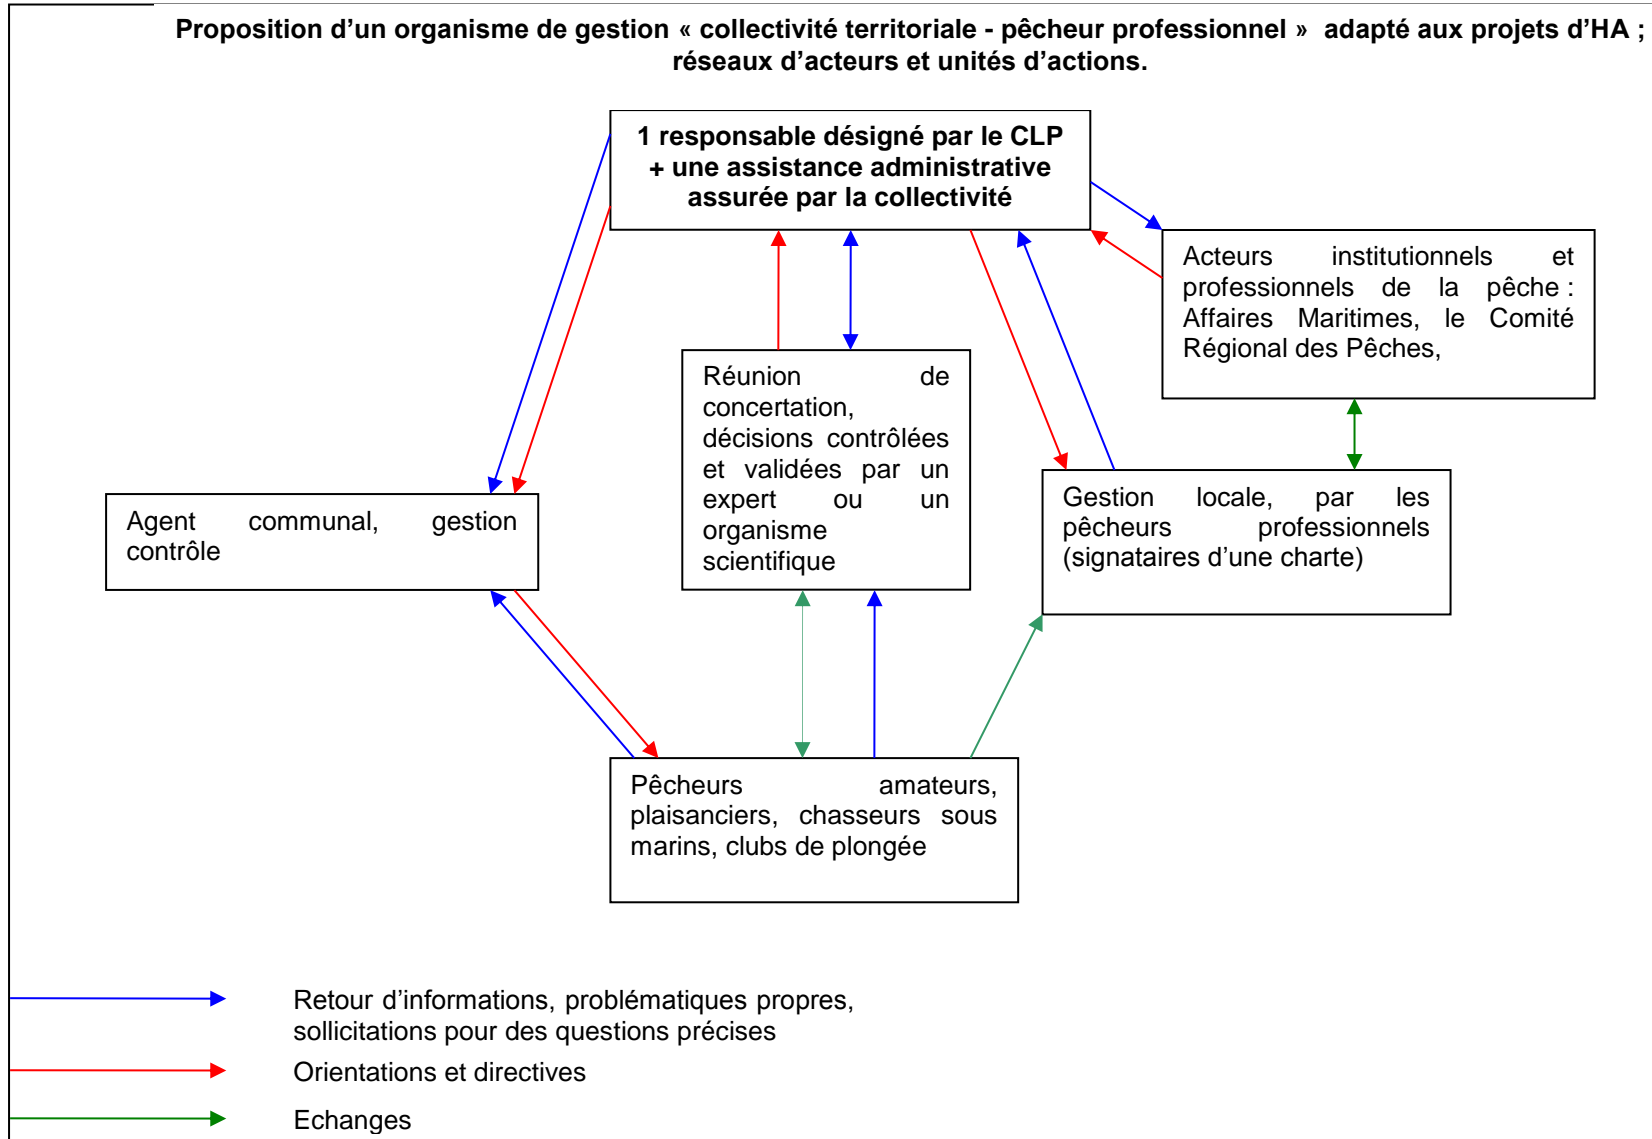 Proposition d’un organisme de gestion « collectivité territoriale - pêcheur professionnel » adapté aux projets d’HA ;
réseaux d’acteurs et unités d’actions.
1 responsable désigné par le CLP
+ une assistance administrative
assurée par la collectivité
Acteurs institutionnels et
professionnels de la pêche :
Affaires Maritimes, le Comité
Régional des Pêches,
Réunion de
concertation,
décisions contrôlées
et validées par un
expert ou un
organisme
scientifique
Gestion locale, par les
pêcheurs professionnels
(signataires d’une charte)
Agent communal, gestion
contrôle
Pêcheurs amateurs,
plaisanciers, chasseurs sous
marins, clubs de plongée
Retour d’informations, problématiques propres,
sollicitations pour des questions précises
Orientations et directives
Echanges